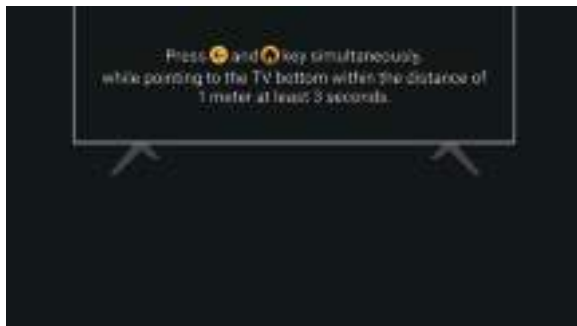 Press and key simultaneously
while pointing to the TV bottom within the distance of
1 meter at least 3 seconds.